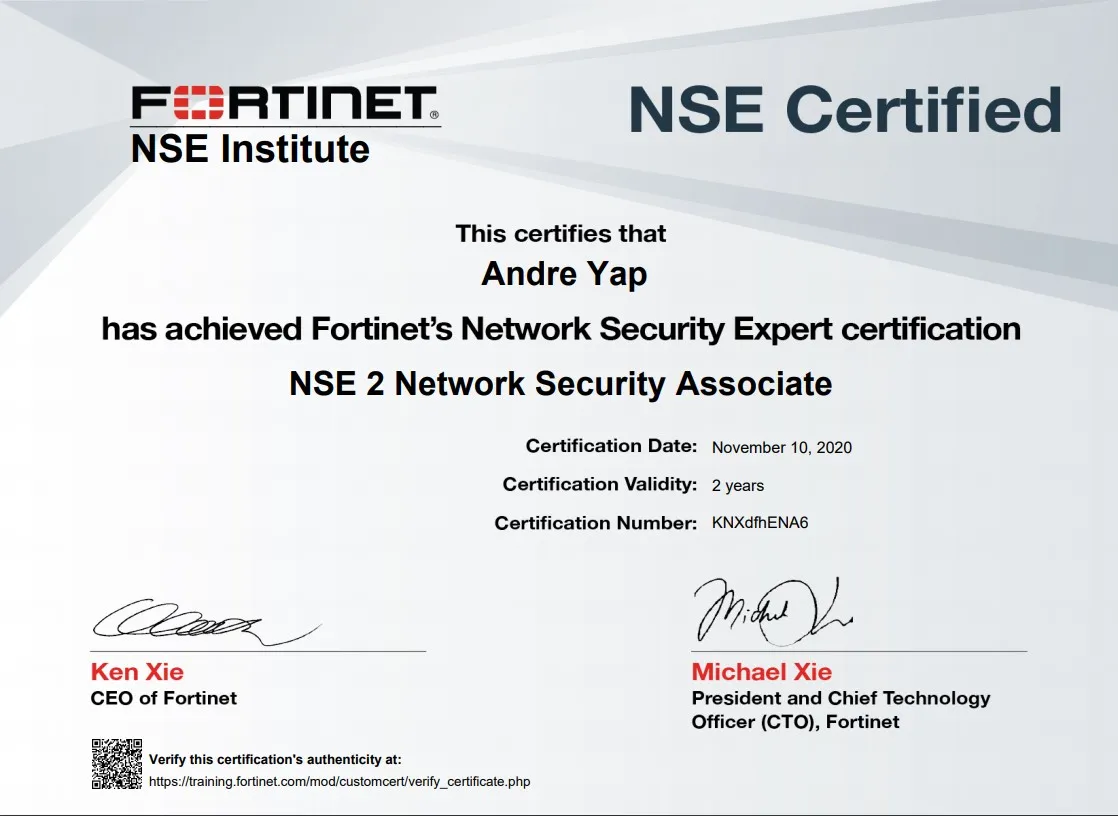 FORTINET®
NSE Institute
NSE Certified
This certifies that
Andre Yap
has achieved Fortinet’s Network Security Expert certification
NSE 2 Network Security Associate
Certification Date: November 10, 2020
Certification Validity: 2 years
Certification Number: KNXdfhENA6
Ken Xie
CEO of Fortinet
Michael Xie
President and Chief Technology
Officer (CTO), Fortinet
Verify this certification's authenticity at:
https://training.fortinet.com/mod/customcert/verify_certificate.php